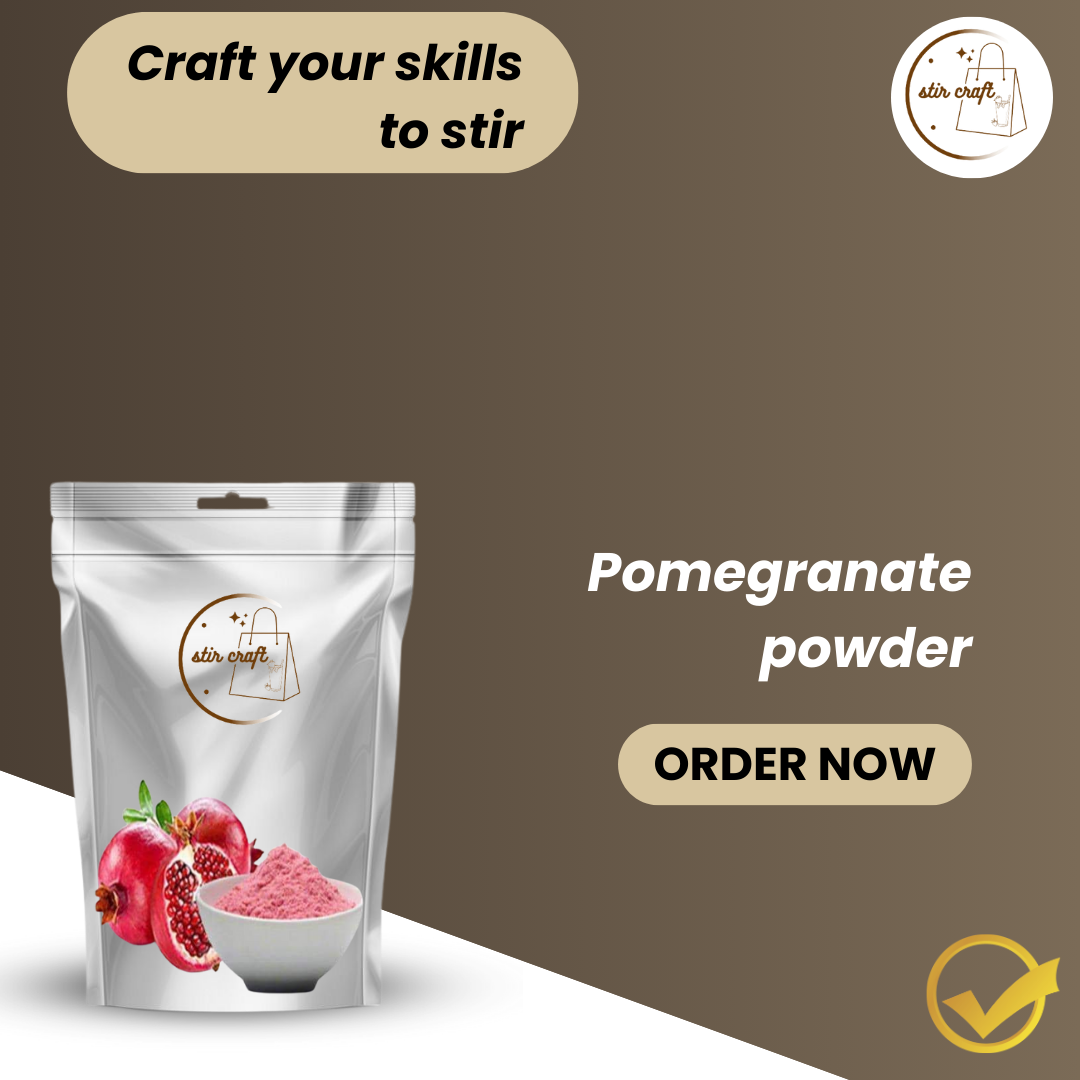 Craft your skills
to stir
stir craft
Pomegranate
powder
ORDER NOW
stir craft